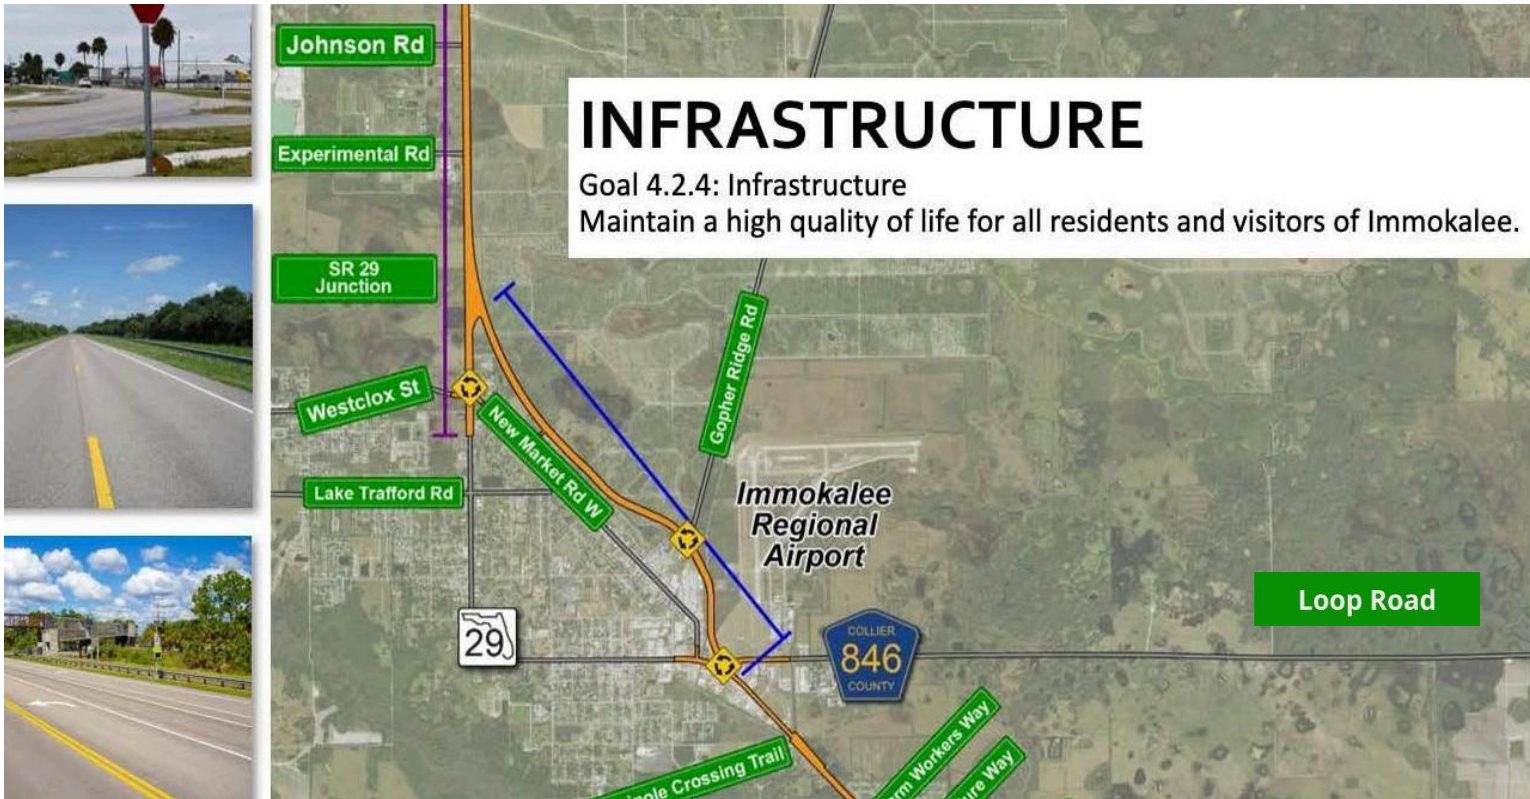 INFRASTRUCTURE
Goal 4.2.4: Infrastructure
Maintain a high quality of life for all residents and visitors of Immokalee.
Johnson Rd
Experimental Rd
SR 29
Junction
Westclox St
New Market Rd W
Gopher Ridge Rd
Lake Trafford Rd
Immokalee
Regional
Airport
Loop Road
29
COLLIER
846
COUNTY
Crossing Trail
Workers Way
Way